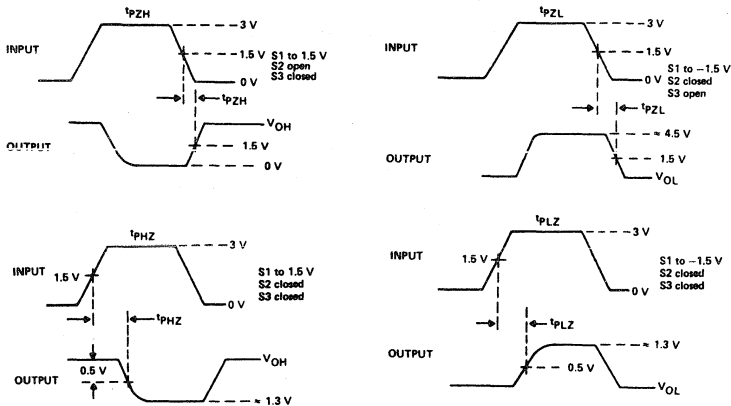 tPZH
3 V
INPUT
1.5 V
S1 to 1.5 V
S2 open
S3 closed
0 V
tPZH
VOH
OUTPUT
1.5 V
0 V
tPZL
3 V
INPUT
1.5 V
S1 to −1.5 V
0 V
S2 closed
S3 open
tPZL
≈ 4.5 V
OUTPUT
1.5 V
VOL
tPHZ
3 V
INPUT
1.5 V
S1 to 1.5 V
S2 closed
S3 closed
0 V
tPHZ
VOH
0.5 V
OUTPUT
≈ 1.3 V
tPLZ
3 V
INPUT
1.5 V
S1 to −1.5 V
S2 closed
S3 closed
0 V
tPLZ
≈ 1.3 V
OUTPUT
0.5 V
VOL